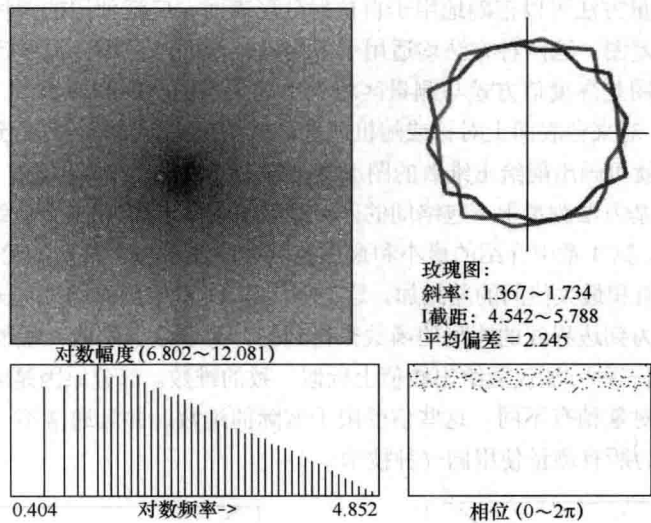 玫瑰图:
斜率: 1.367~1.734
I截距: 4.542~5.788
平均偏差=2.245
对数幅度 (6.802~12.081)
0.404 对数频率-> 4.852
相位 (0~2π)